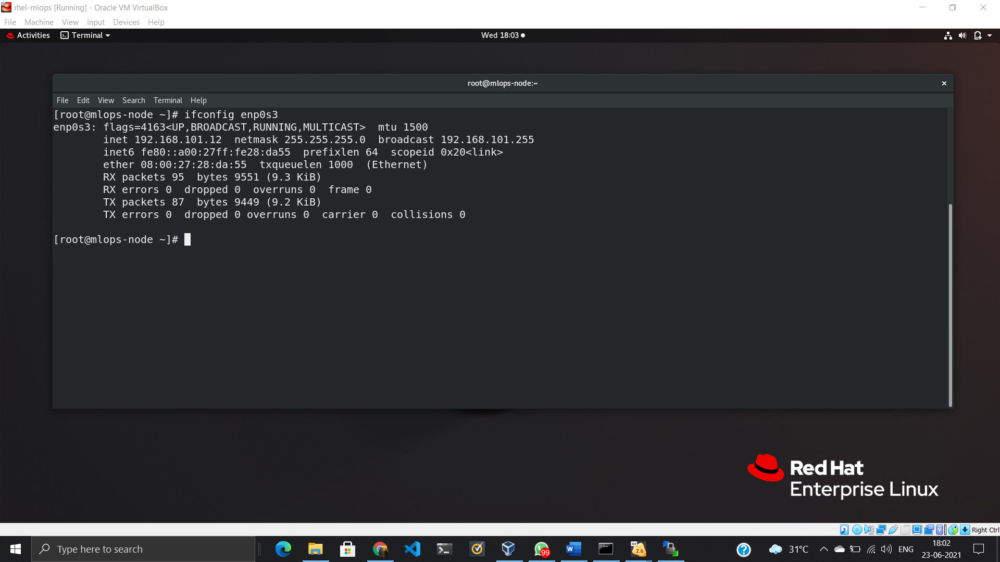 rhel-mlops [Running] - Oracle VM VirtualBox
File Machine View Input Devices Help
Activities Terminal Wed 18:03
root@mlops-node:~
File Edit View Search Terminal Help
[root@mlops-node ~]# ifconfig enp0s3
enp0s3: flags=4163<UP,BROADCAST,RUNNING,MULTICAST>  mtu 1500
        inet 192.168.101.12  netmask 255.255.255.0  broadcast 192.168.101.255
        inet6 fe80::a00:27ff:fe28:da55  prefixlen 64  scopeid 0x20<link>
        ether 08:00:27:28:da:55  txqueuelen 1000  (Ethernet)
        RX packets 95  bytes 9551 (9.3 KiB)
        RX errors 0  dropped 0  overruns 0  frame 0
        TX packets 87  bytes 9449 (9.2 KiB)
        TX errors 0  dropped 0 overruns 0  carrier 0  collisions 0
[root@mlops-node ~]#
Red Hat
Enterprise Linux
Right Ctrl
Type here to search
99
64
2.6
31°C
ENG
18:02
23-06-2021